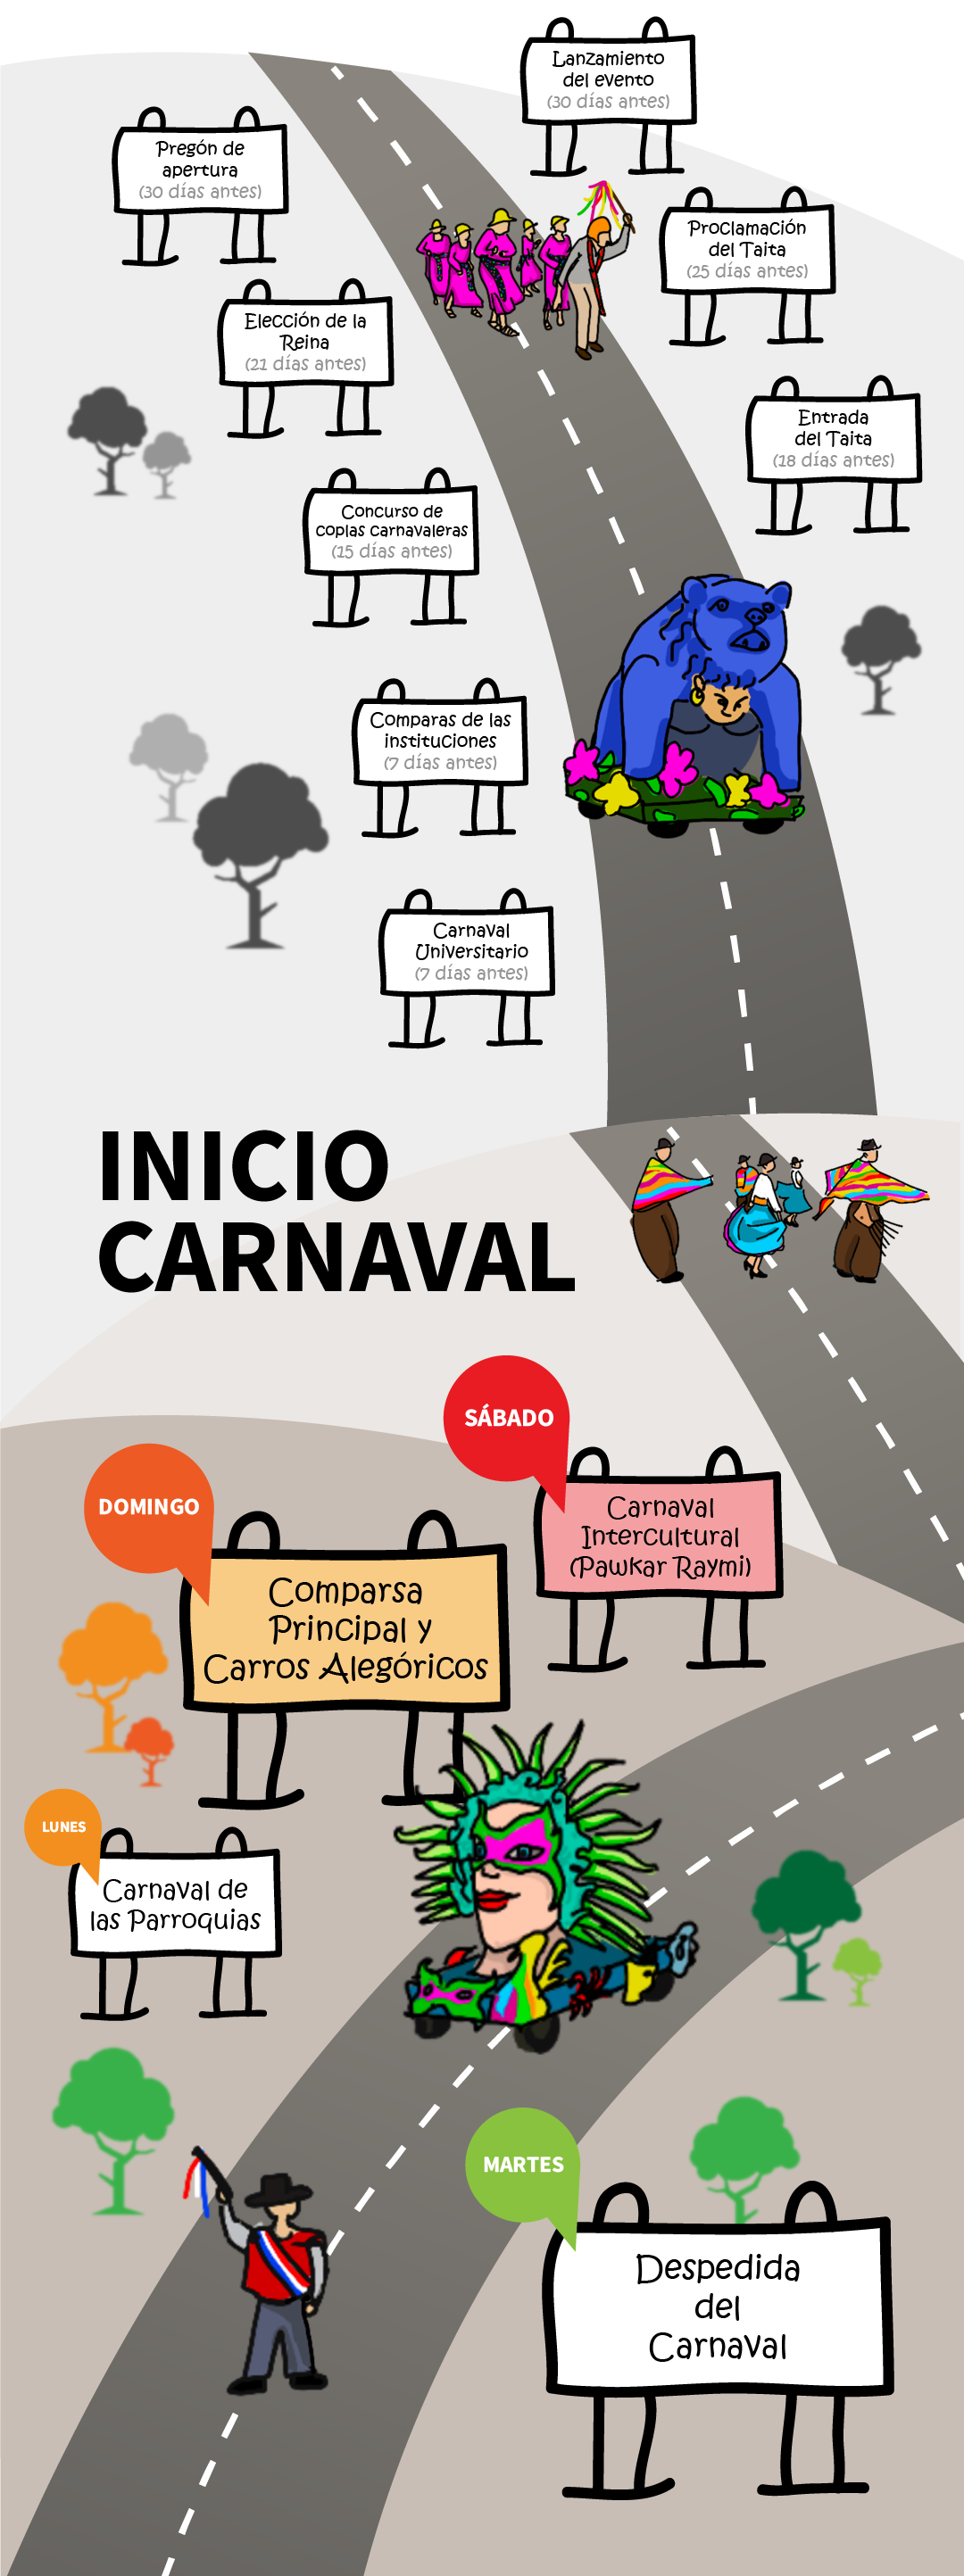 Lanzamiento
del evento
(30 días antes)
Pregón de
apertura
(30 días antes)
Proclamación
del Taita
(25 días antes)
Elección de la
Reina
(21 días antes)
Entrada
del Taita
(18 días antes)
Concurso de
coplas carnavaleras
(15 días antes)
Comparas de las
instituciones
(7 días antes)
Carnaval
Universitario
(7 días antes)
INICIO
CARNAVAL
SÁBADO
Carnaval
Intercultural
(Pawkar Raymi)
DOMINGO
Comparsa
Principal y
Carros Alegóricos
LUNES
Carnaval de
las Parroquias
MARTES
Despedida
del
Carnaval